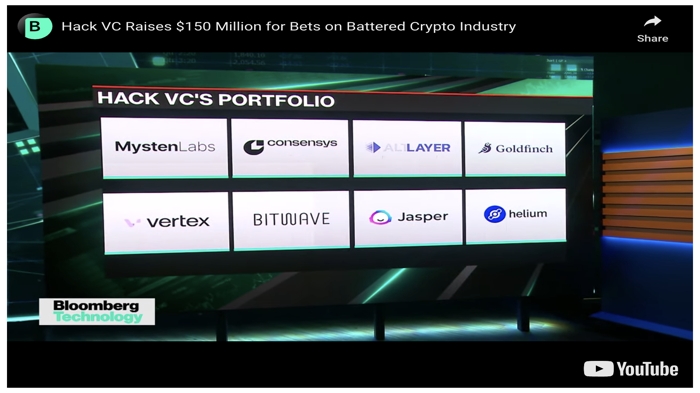 B
Hack VC Raises $150 Million for Bets on Battered Crypto Industry
Share
HACK VC'S PORTFOLIO
MystenLabs
consensys
ALTLAYER
Goldfinch
vertex
BITWAVE
Jasper
helium
Bloomberg
Technology
YouTube